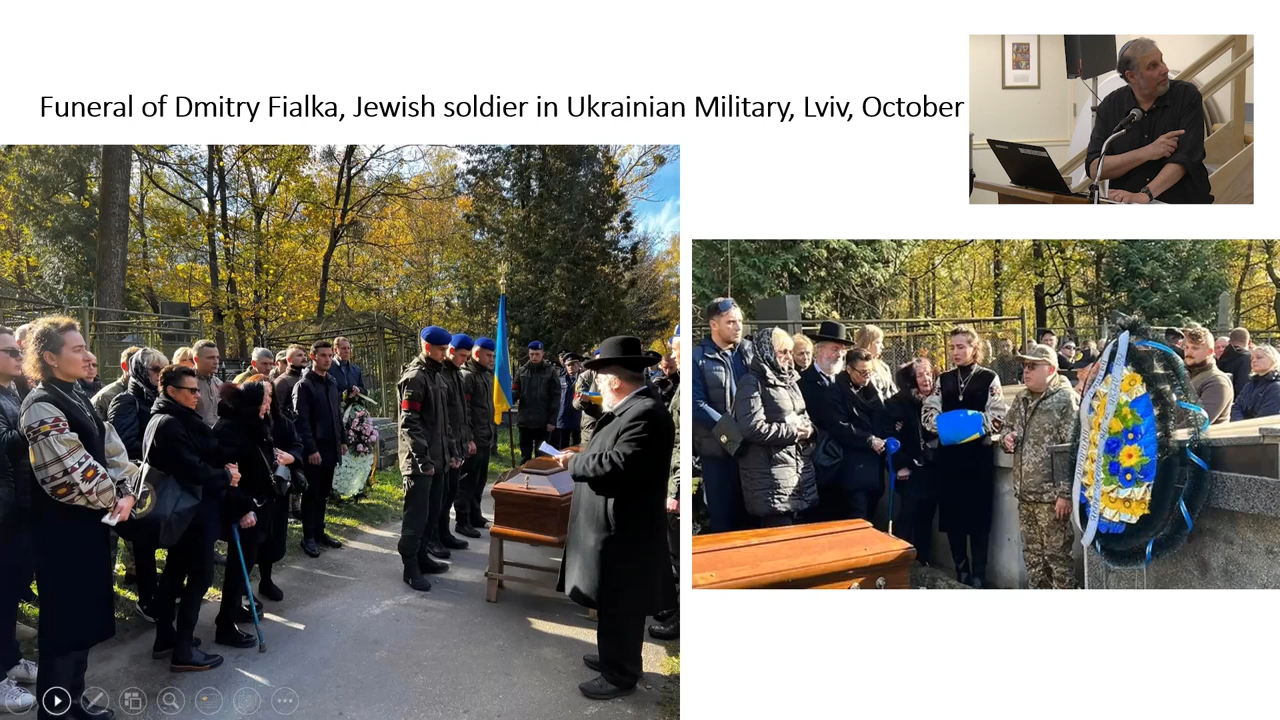 Funeral of Dmitry Fialka, Jewish soldier in Ukrainian Military, Lviv, October